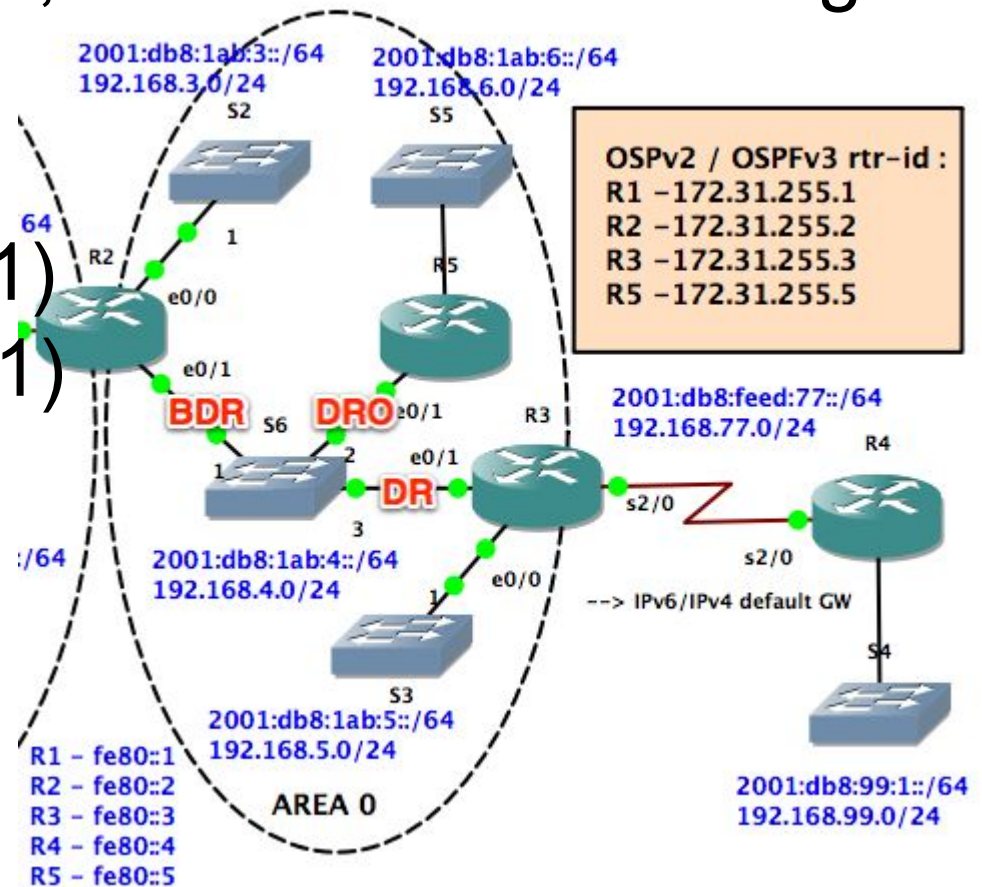 2001:db8:1ab:3::/64
192.168.3.0/24
S2
2001:db8:1ab:6::/64
192.168.6.0/24
S5
OSPv2 / OSPFv3 rtr-id :
R1 -172.31.255.1
R2 -172.31.255.2
R3 -172.31.255.3
R5 -172.31.255.5
64
1)
1)
R2
1
e0/0
R5
e0/1
BDR
S6
DRO
e0/1
1
2
e0/1
DR
3
R3
2001:db8:feed:77::/64
192.168.77.0/24
R4
s2/0
s2/0
:/64
2001:db8:1ab:4::/64
192.168.4.0/24
e0/0
1
--> IPv6/IPv4 default GW
S3
S4
2001:db8:1ab:5::/64
192.168.5.0/24
R1 - fe80::1
R2 - fe80::2
R3 - fe80::3
R4 - fe80::4
R5 - fe80::5
AREA 0
2001:db8:99:1::/64
192.168.99.0/24